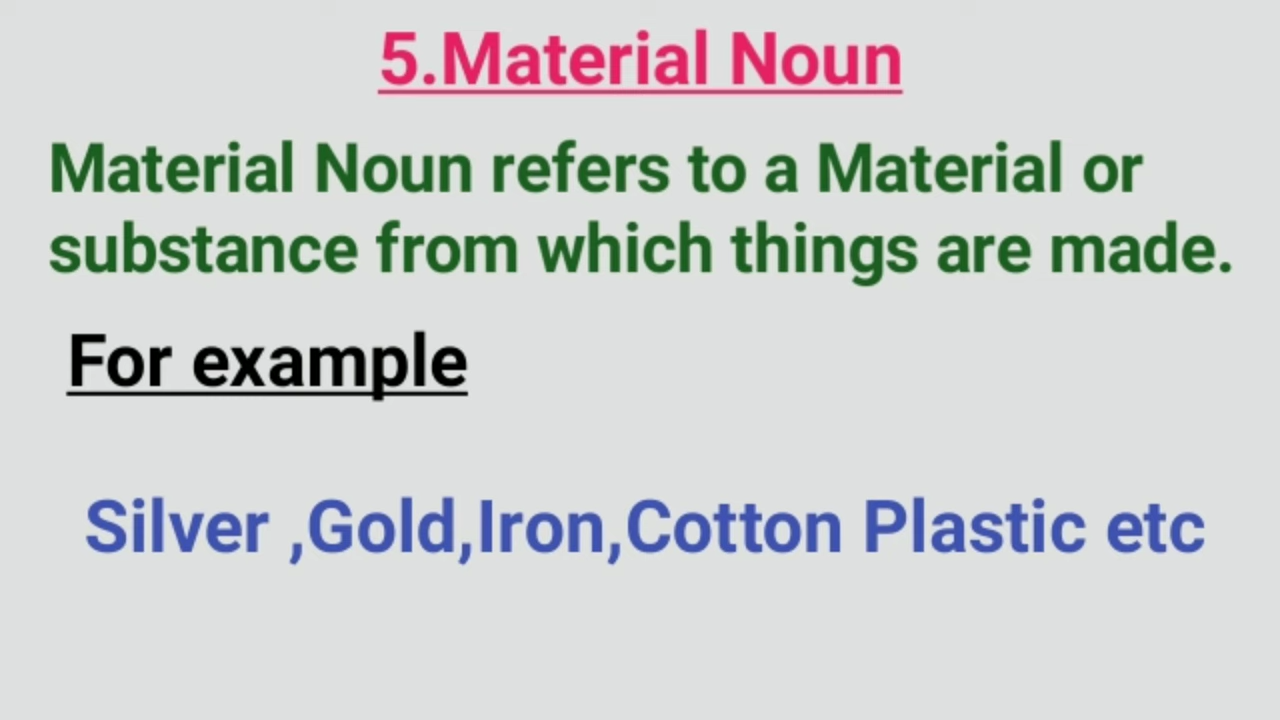 5.Material Noun
Material Noun refers to a Material or
substance from which things are made.
For example
Silver ,Gold,Iron,Cotton Plastic etc